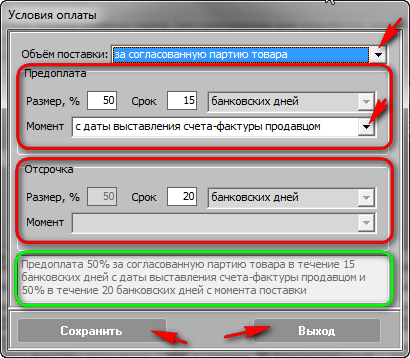 Условия оплаты
Объём поставки: за согласованную партию товара
Предоплата
Размер, % 50 Срок 15 банковских дней
Момент с даты выставления счета-фактуры продавцом
Отсрочка
Размер, % 50 Срок 20 банковских дней
Момент
Предоплата 50% за согласованную партию товара в течение 15
банковских дней с даты выставления счета-фактуры продавцом и
50% в течение 20 банковских дней с момента поставки
Сохранить Выход